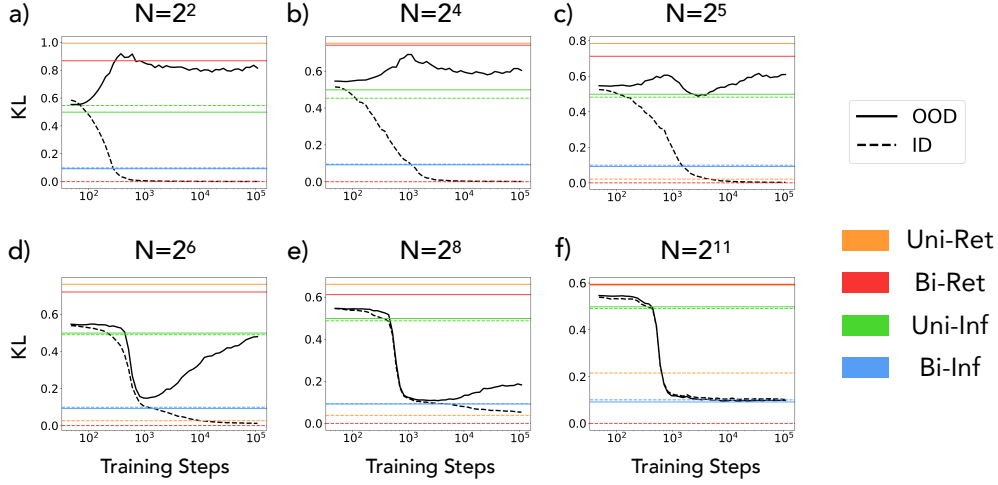 a) N=2²
b) N=2⁴
c) N=2⁵
KL
1.0
0.8
0.6
0.4
0.2
0.0
10² 10³ 10⁴ 10⁵
0.6
0.4
0.2
0.0
10² 10³ 10⁴ 10⁵
0.8
0.6
0.4
0.2
0.0
10² 10³ 10⁴ 10⁵
OOD
ID
d) N=2⁶
e) N=2⁸
f) N=2¹¹
KL
0.6
0.4
0.2
0.0
10² 10³ 10⁴ 10⁵
Training Steps
0.6
0.4
0.2
0.0
10² 10³ 10⁴ 10⁵
Training Steps
0.6
0.4
0.2
0.0
10² 10³ 10⁴ 10⁵
Training Steps
Uni-Ret
Bi-Ret
Uni-Inf
Bi-Inf